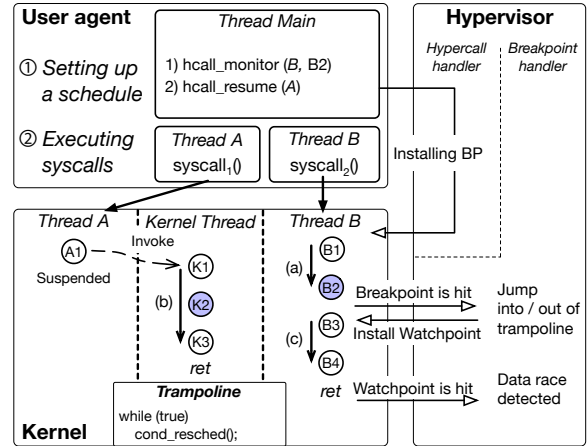 User agent
Thread Main
① Setting up
a schedule
1) hcall_monitor (B, B2)
2) hcall_resume (A)
② Executing
syscalls
Thread A
syscall₁()
Thread B
syscall₂()
Hypervisor
Hypercall
handler
Breakpoint
handler
Installing BP
Thread A
Kernel Thread
Thread B
A1
Suspended
Invoke
K1
(b)
K2
K3
ret
B1
(a)
B2
B3
(c)
B4
ret
Breakpoint is hit
Install Watchpoint
Watchpoint is hit
Jump
into / out of
trampoline
Data race
detected
Trampoline
while (true)
cond_resched();
Kernel